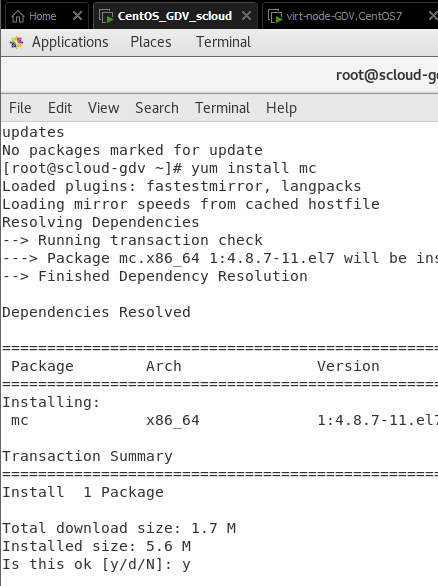 Home CentOS_GDV_scloud virt-node-GDV.CentOS7
Applications Places Terminal
root@scloud-g
File Edit View Search Terminal Help
updates
No packages marked for update
[root@scloud-gdv ~]# yum install mc
Loaded plugins: fastestmirror, langpacks
Loading mirror speeds from cached hostfile
Resolving Dependencies
--> Running transaction check
---> Package mc.x86_64 1:4.8.7-11.el7 will be ins
--> Finished Dependency Resolution
Dependencies Resolved
================================================
Package Arch Version
================================================
Installing:
mc x86_64 1:4.8.7-11.el7
Transaction Summary
================================================
Install 1 Package
Total download size: 1.7 M
Installed size: 5.6 M
Is this ok [y/d/N]: y